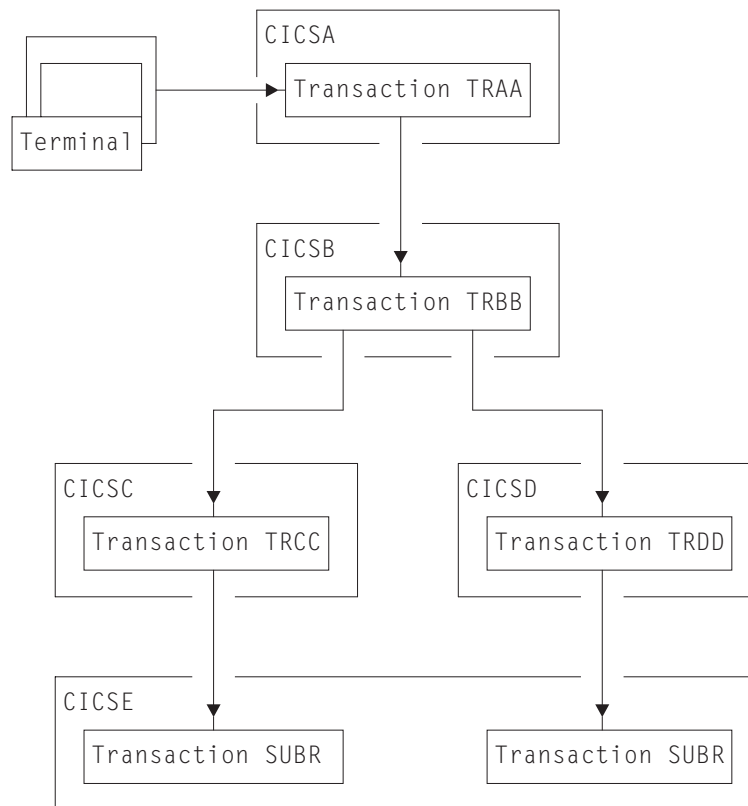 CICSA
Transaction TRAA
Terminal
CICSB
Transaction TRBB
CICSC
CICSD
Transaction TRCC
Transaction TRDD
CICSE
Transaction SUBR
Transaction SUBR